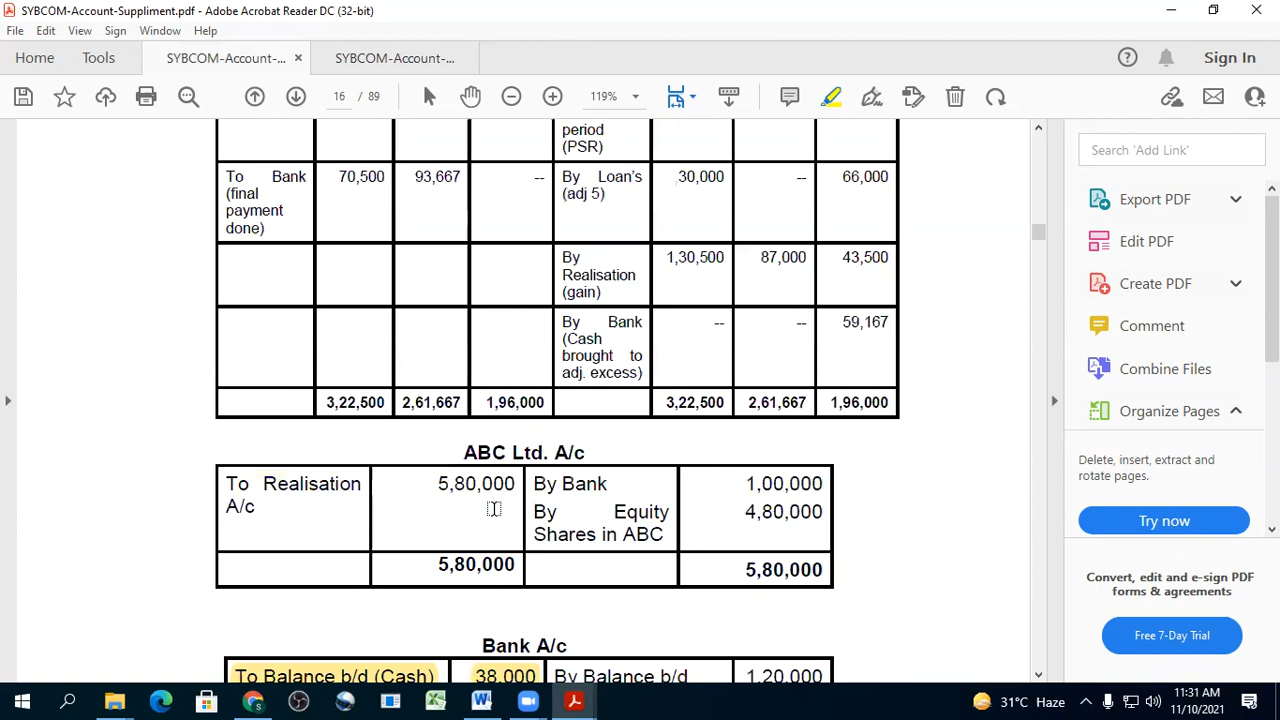 SYBCOM-Account-Suppliment.pdf - Adobe Acrobat Reader DC (32-bit)
File Edit View Sign Window Help
Home Tools SYBCOM-Account-... × SYBCOM-Account-... Sign In
16 / 89 119%
period
(PSR)
To Bank
(final
payment
done)
70,500 93,667 --
By Loan's
(adj 5)
30,000 -- 66,000
By
Realisation
(gain)
1,30,500 87,000 43,500
By Bank
(Cash
brought to
adj. excess)
-- -- 59,167
3,22,500 2,61,667 1,96,000 3,22,500 2,61,667 1,96,000
ABC Ltd. A/c
To Realisation
A/c
5,80,000
By Bank 1,00,000
By Equity
Shares in ABC
4,80,000
5,80,000 5,80,000
Bank A/c
To Balance b/d (Cash) 38,000 By Balance b/d 1,20,000
Search 'Add Link'
Export PDF
Edit PDF
Create PDF
Comment
Combine Files
Organize Pages
Delete, insert, extract and
rotate pages.
Try now
Convert, edit and e-sign PDF
forms & agreements
Free 7-Day Trial
31°C Haze
11:31 AM
11/10/2021